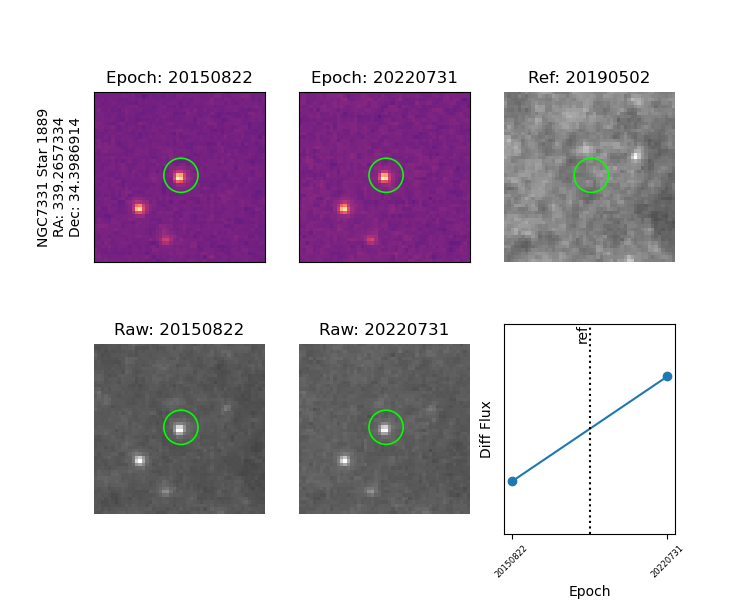 NGC7331 Star 1889
RA: 339.2657334
Dec: 34.3986914
Epoch: 20150822
Epoch: 20220731
Ref: 20190502
Raw: 20150822
Raw: 20220731
ref
Diff Flux
20150822
20220731
Epoch